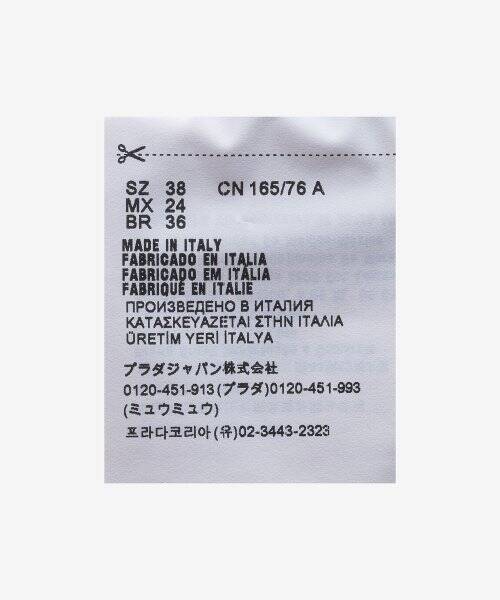 SZ 38 CN 165/76 A
MX 24
BR 36
MADE IN ITALY
FABRICADO EN ITALIA
FABRICADO EM ITÁLIA
FABRIQUÉ EN ITALIE
ПРОИЗВЕДЕНО В ИТАЛИЯ
ΚΑΤΑΣΚΕΥΑΖΕΤΑΙ ΣΤΗΝ ΙΤΑΛΙΑ
ÜRETİM YERİ İTALYA
プラダジャパン株式会社
0120-451-913(プラダ)0120-451-993
(ミュウミュウ)
프라다코리아(유)02-3443-2323